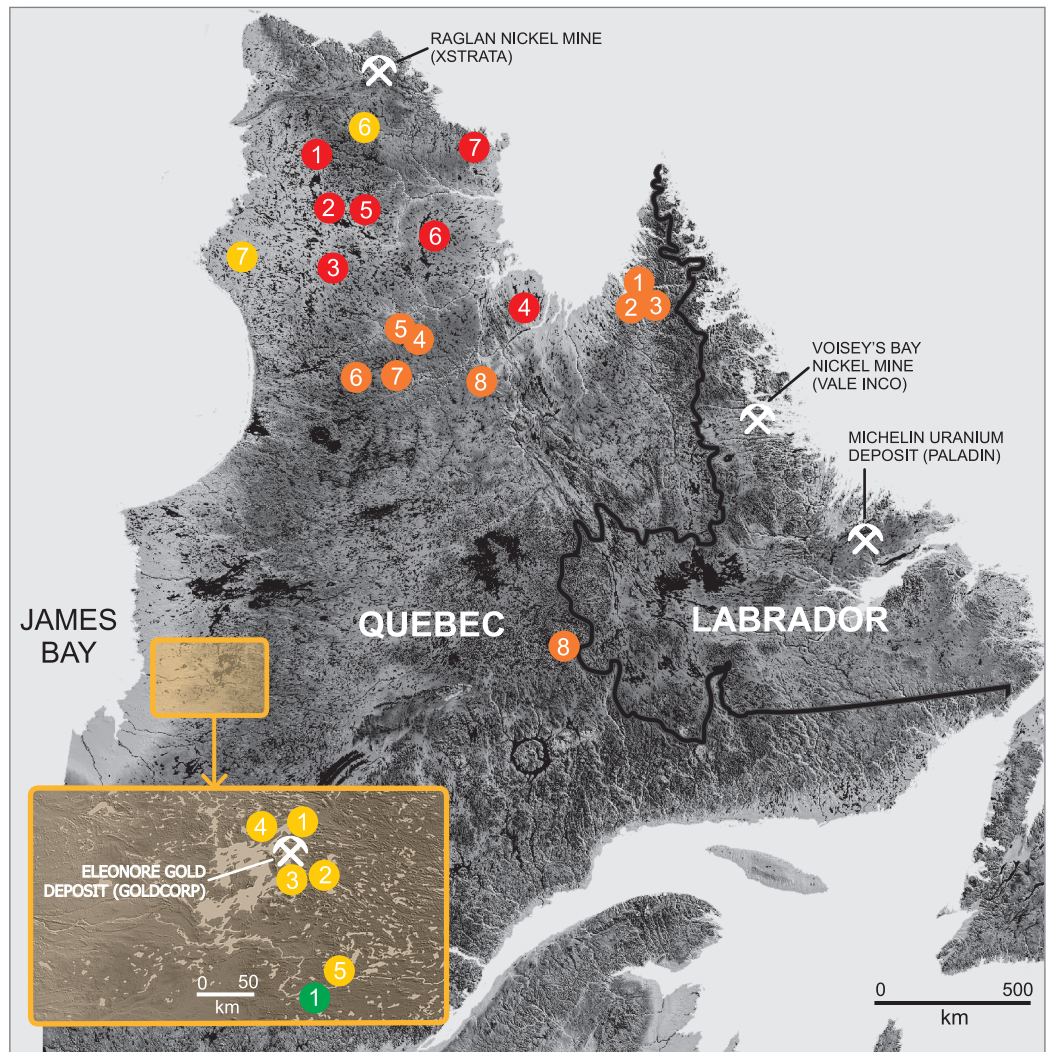 RAGLAN NICKEL MINE
(XSTRATA)
6
1
7
2
5
6
7
3
1
4
2
3
5
4
6
7
8
VOISEY'S BAY
NICKEL MINE
(VALE INCO)
MICHELIN URANIUM
DEPOSIT (PALADIN)
JAMES
BAY
QUEBEC
LABRADOR
8
4
1
ELEONORE GOLD
DEPOSIT (GOLDCORP)
3
2
5
0 50
km
1
0 500
km